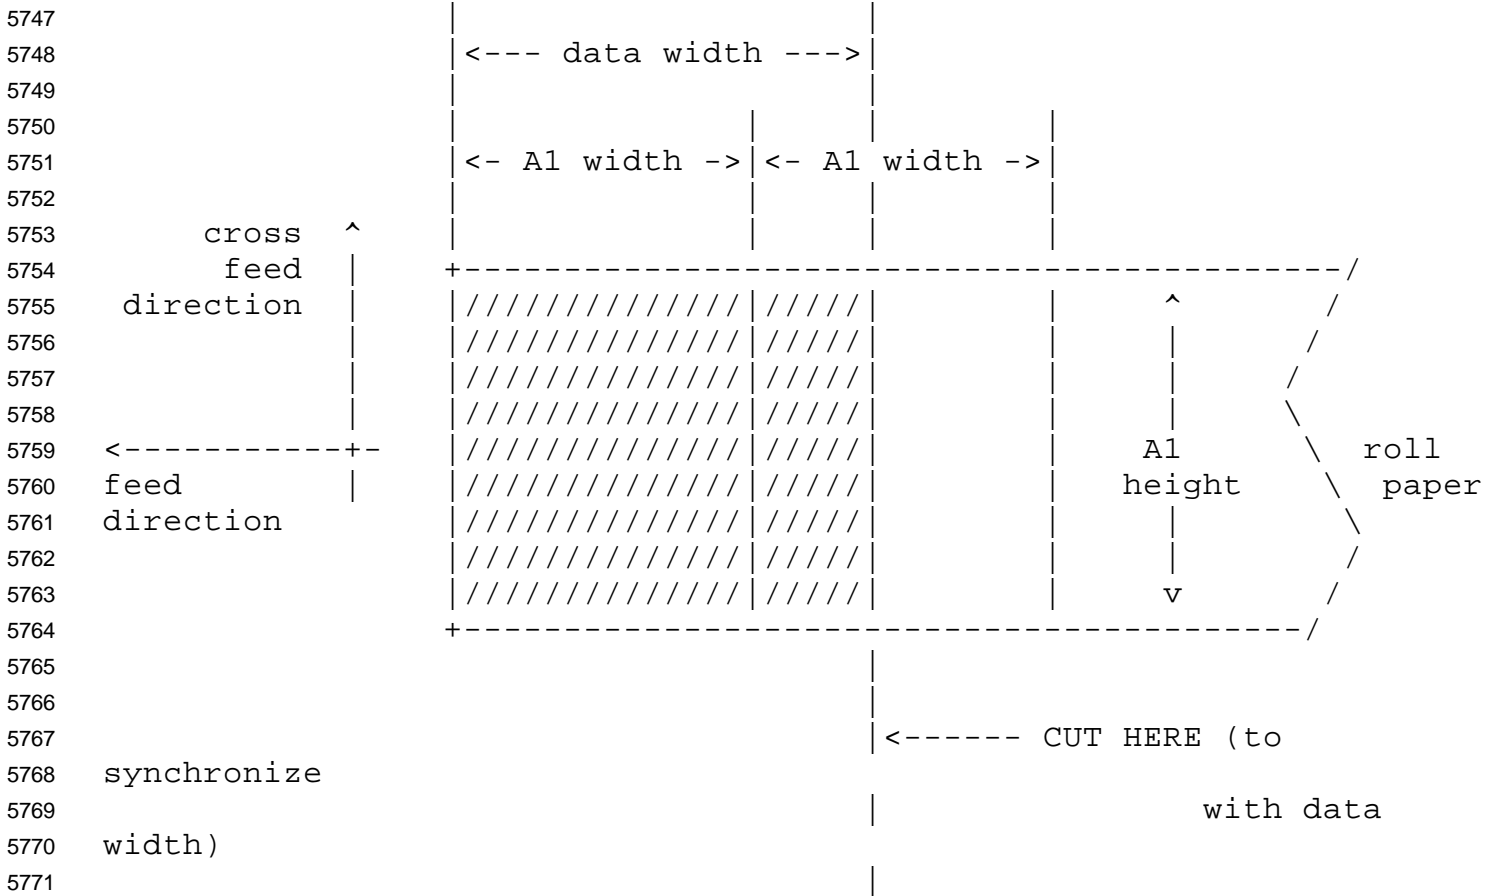 5747 | |
5748 |<--- data width --->|
5749 | |
5750 | | | |
5751 |<- A1 width ->|<- A1 width ->|
5752 | | | |
5753 cross ^ | | | |
5754 feed | +--------------------------------------------/
5755 direction | |//////////////|/////| | ^ /
5756 | |//////////////|/////| | | /
5757 | |//////////////|/////| | | /
5758 | |//////////////|/////| | | \
5759 <-----------+- |//////////////|/////| | A1 \ roll
5760 feed | |//////////////|/////| | height \ paper
5761 direction |//////////////|/////| | | \
5762 |//////////////|/////| | | /
5763 |//////////////|/////| | v /
5764 +------------------------------------------/
5765 |
5766 |
5767 |<------ CUT HERE (to
5768 synchronize
5769 | with data
5770 width)
5771 |